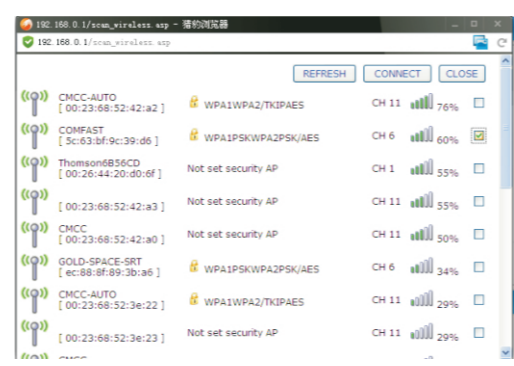 192.168.0.1/scan_wireless.asp - 猎豹浏览器
192.168.0.1/scan_wireless.asp
REFRESH CONNECT CLOSE
CMCC-AUTO
[ 00:23:68:52:42:a2 ] WPA1WPA2/TKIPAES CH 11 76%
COMFAST
[ 5c:63:bf:9c:39:d6 ] WPA1PSKWPA2PSK/AES CH 6 60%
Thomson6B56CD
[ 00:26:44:20:d0:6f ] Not set security AP CH 1 55%
[ 00:23:68:52:42:a3 ] Not set security AP CH 11 55%
CMCC
[ 00:23:68:52:42:a0 ] Not set security AP CH 11 50%
GOLD-SPACE-SRT
[ ec:88:8f:89:3b:a6 ] WPA1PSKWPA2PSK/AES CH 6 34%
CMCC-AUTO
[ 00:23:68:52:3e:22 ] WPA1WPA2/TKIPAES CH 11 29%
[ 00:23:68:52:3e:23 ] Not set security AP CH 11 29%